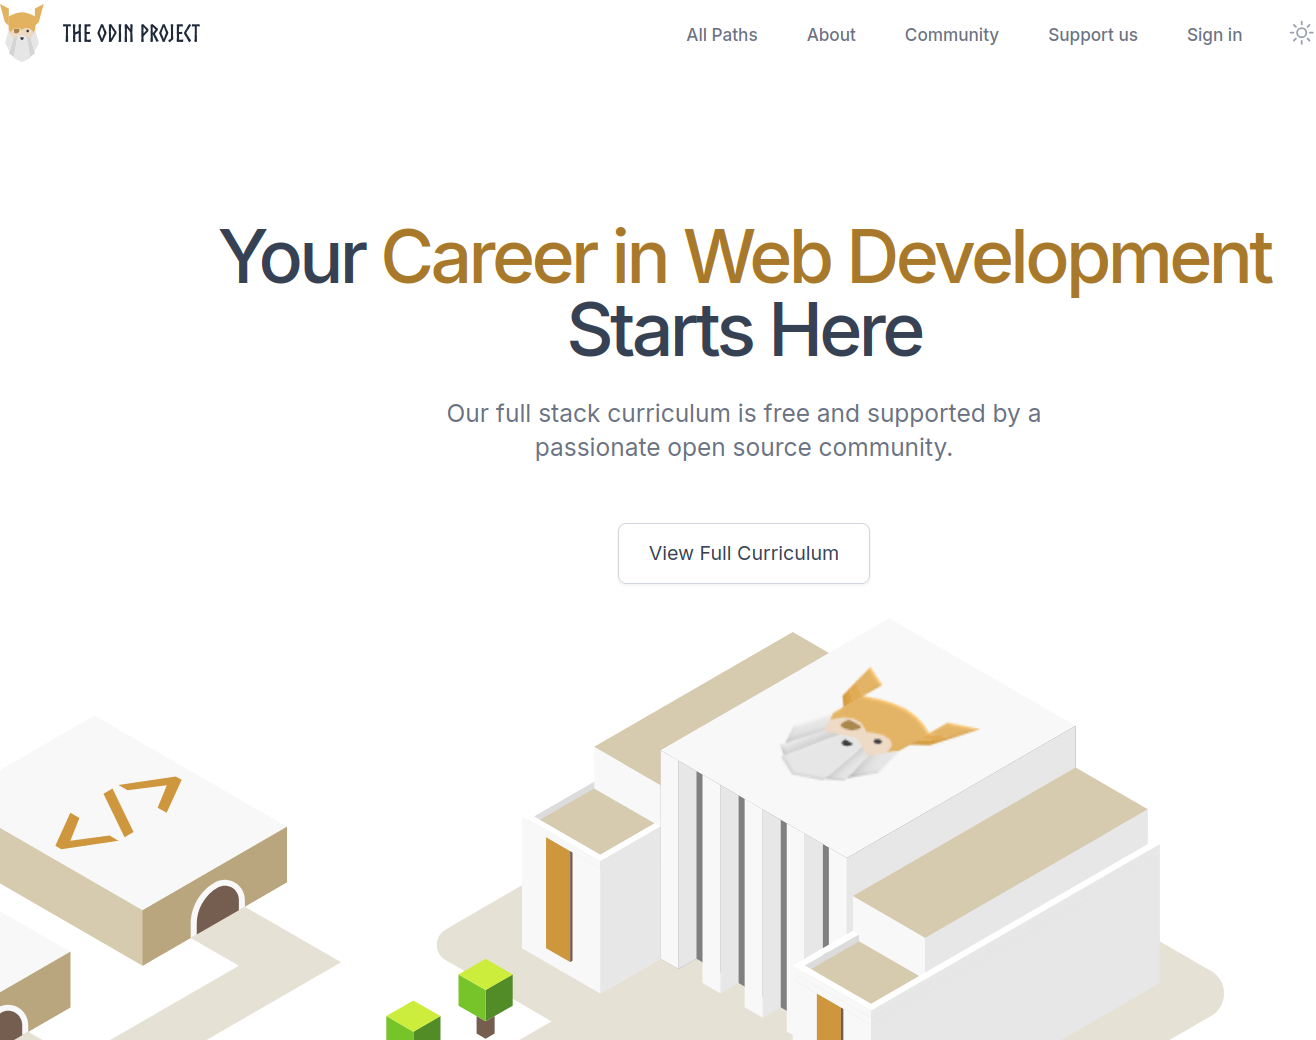 THE ODIN PROJECT
All Paths
About
Community
Support us
Sign in
Your Career in Web Development
Starts Here
Our full stack curriculum is free and supported by a
passionate open source community.
View Full Curriculum
</>